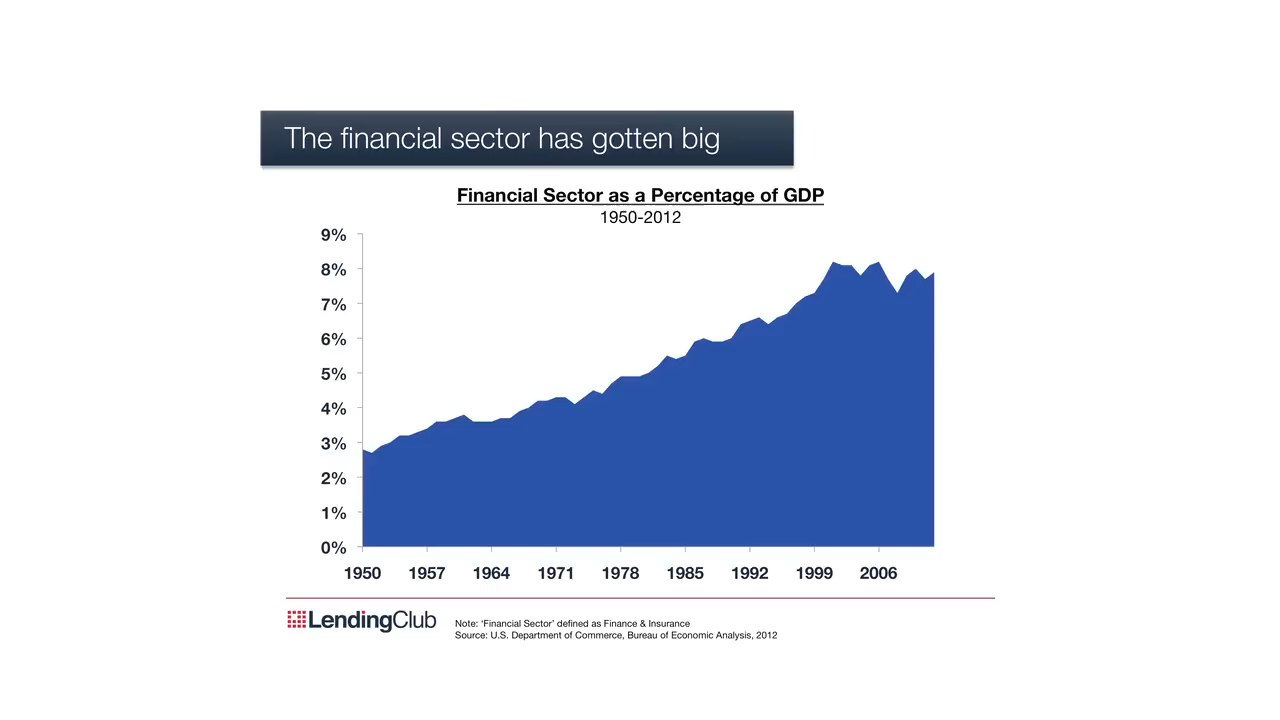 The financial sector has gotten big
Financial Sector as a Percentage of GDP
1950-2012
9%
8%
7%
6%
5%
4%
3%
2%
1%
0%
1950 1957 1964 1971 1978 1985 1992 1999 2006
LendingClub
Note: ‘Financial Sector’ defined as Finance & Insurance
Source: U.S. Department of Commerce, Bureau of Economic Analysis, 2012